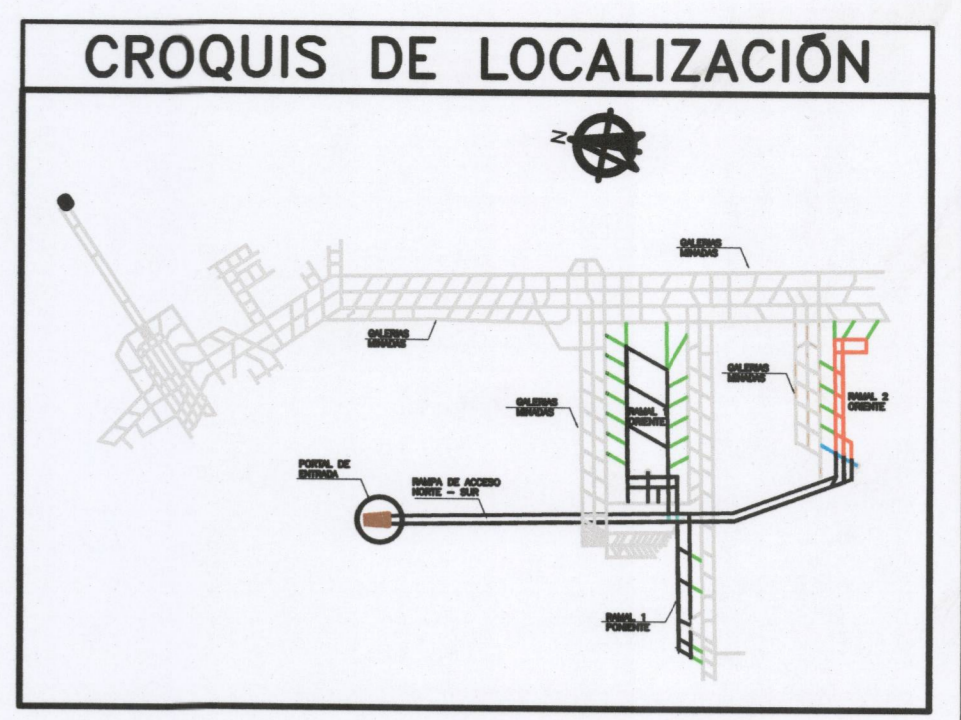 CROQUIS DE LOCALIZACIÓN
N
GALERIAS
MINADAS
GALERIAS
MINADAS
GALERIAS
MINADAS
GALERIAS
MINADAS
RAMAL
ORIENTE
RAMAL 2
ORIENTE
PORTAL DE
ENTRADA
RAMPA DE ACCESO
NORTE - SUR
RAMAL 1
PONIENTE